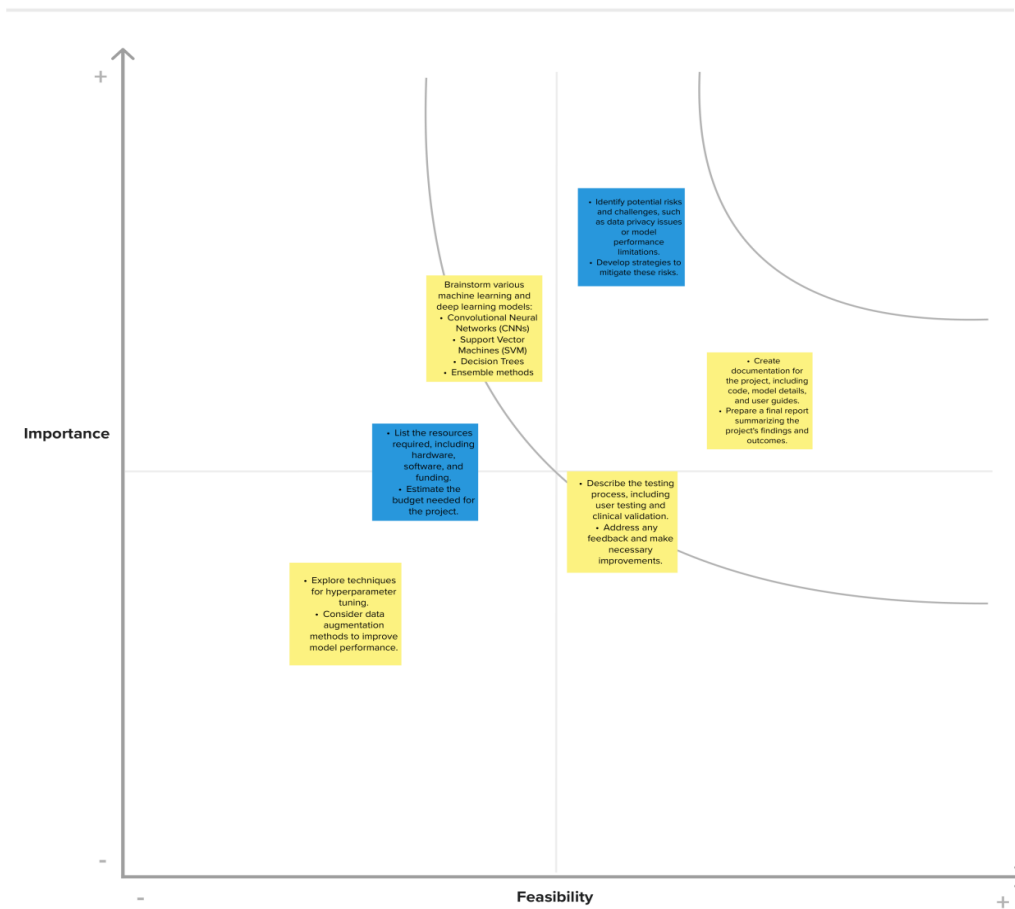 +
• Identify potential risks
and challenges, such
as data privacy issues
or model
performance
limitations.
• Develop strategies to
mitigate these risks.
Brainstorm various
machine learning and
deep learning models:
• Convolutional Neural
Networks (CNNs)
• Support Vector
Machines (SVM)
• Decision Trees
• Ensemble methods
• Create
documentation for
the project, including
code, model details,
and user guides.
• Prepare a final report
summarizing the
project's findings and
outcomes.
Importance
• List the resources
required, including
hardware,
software, and
funding.
• Estimate the
budget needed for
the project.
• Describe the testing
process, including
user testing and
clinical validation.
• Address any
feedback and make
necessary
improvements.
• Explore techniques
for hyperparameter
tuning.
• Consider data
augmentation
methods to improve
model performance.
-
-
Feasibility
+